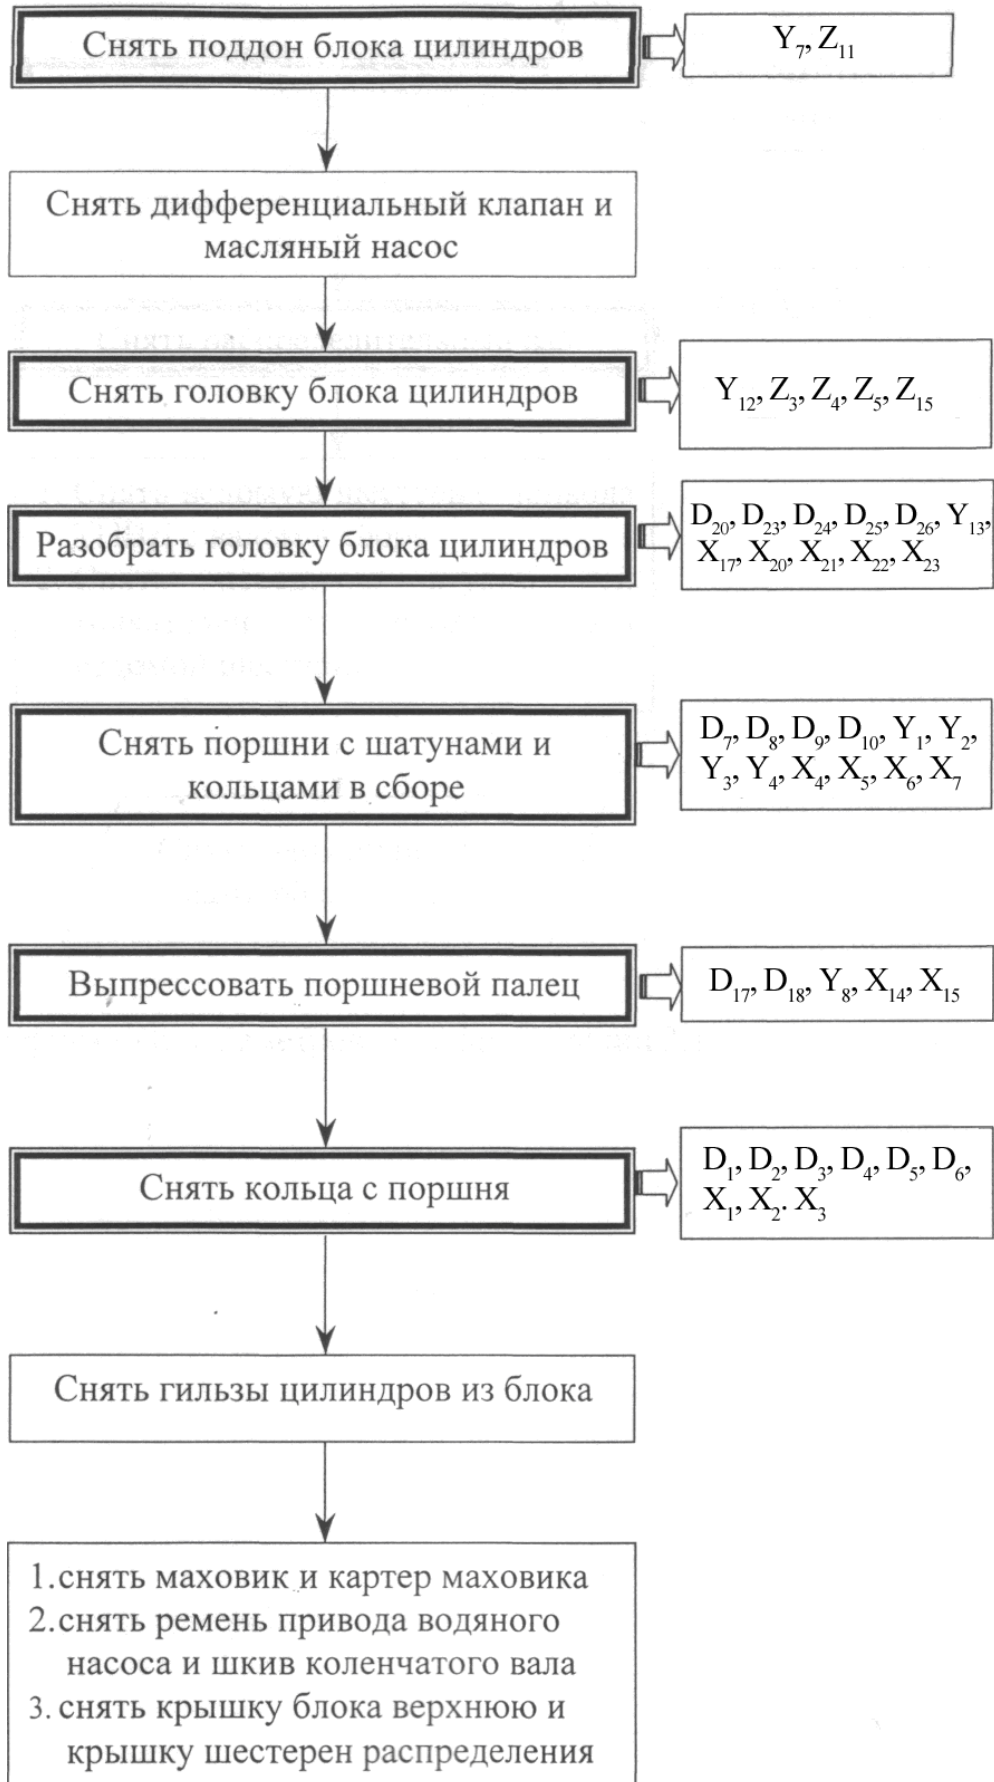 Снять поддон блока цилиндров
Y₇, Z₁₁
Снять дифференциальный клапан и
масляный насос
Снять головку блока цилиндров
Y₁₂, Z₃, Z₄, Z₅, Z₁₅
Разобрать головку блока цилиндров
D₂₀, D₂₃, D₂₄, D₂₅, D₂₆, Y₁₃,
X₁₇, X₂₀, X₂₁, X₂₂, X₂₃
Снять поршни с шатунами и
кольцами в сборе
D₇, D₈, D₉, D₁₀, Y₁, Y₂,
Y₃, Y₄, X₄, X₅, X₆, X₇
Выпрессовать поршневой палец
D₁₇, D₁₈, Y₈, X₁₄, X₁₅
Снять кольца с поршня
D₁, D₂, D₃, D₄, D₅, D₆,
X₁, X₂. X₃
Снять гильзы цилиндров из блока
1. снять маховик и картер маховика
2. снять ремень привода водяного
насоса и шкив коленчатого вала
3. снять крышку блока верхнюю и
крышку шестерен распределения